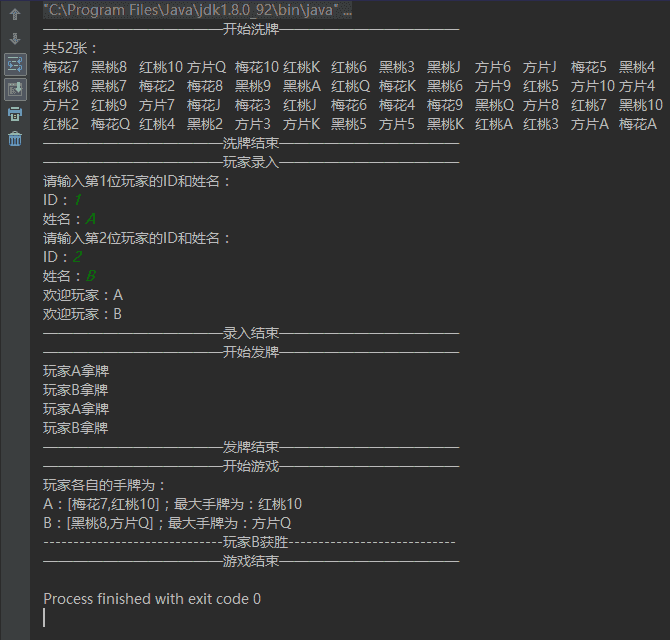 "C:\Program Files\Java\jdk1.8.0_92\bin\java" ...
——————————————开始洗牌——————————————
共52张：
梅花7 黑桃8 红桃10 方片Q 梅花10 红桃K 红桃6 黑桃3 黑桃J 方片6 方片J 梅花5 黑桃4
红桃8 黑桃7 梅花2 梅花8 黑桃9 黑桃A 红桃Q 梅花K 黑桃6 方片9 红桃5 方片10 方片4
方片2 红桃9 方片7 梅花J 梅花3 红桃J 梅花6 梅花4 梅花9 黑桃Q 方片8 红桃7 黑桃10
红桃2 梅花Q 红桃4 黑桃2 方片3 方片K 黑桃5 方片5 黑桃K 红桃A 红桃3 方片A 梅花A
——————————————洗牌结束——————————————
——————————————玩家录入——————————————
请输入第1位玩家的ID和姓名：
ID：1
姓名：A
请输入第2位玩家的ID和姓名：
ID：2
姓名：B
欢迎玩家：A
欢迎玩家：B
——————————————录入结束——————————————
——————————————开始发牌——————————————
玩家A拿牌
玩家B拿牌
玩家A拿牌
玩家B拿牌
——————————————发牌结束——————————————
——————————————开始游戏——————————————
玩家各自的手牌为：
A：[梅花7,红桃10]；最大手牌为：红桃10
B：[黑桃8,方片Q]；最大手牌为：方片Q
------------------------------玩家B获胜----------------------------
——————————————游戏结束——————————————
Process finished with exit code 0